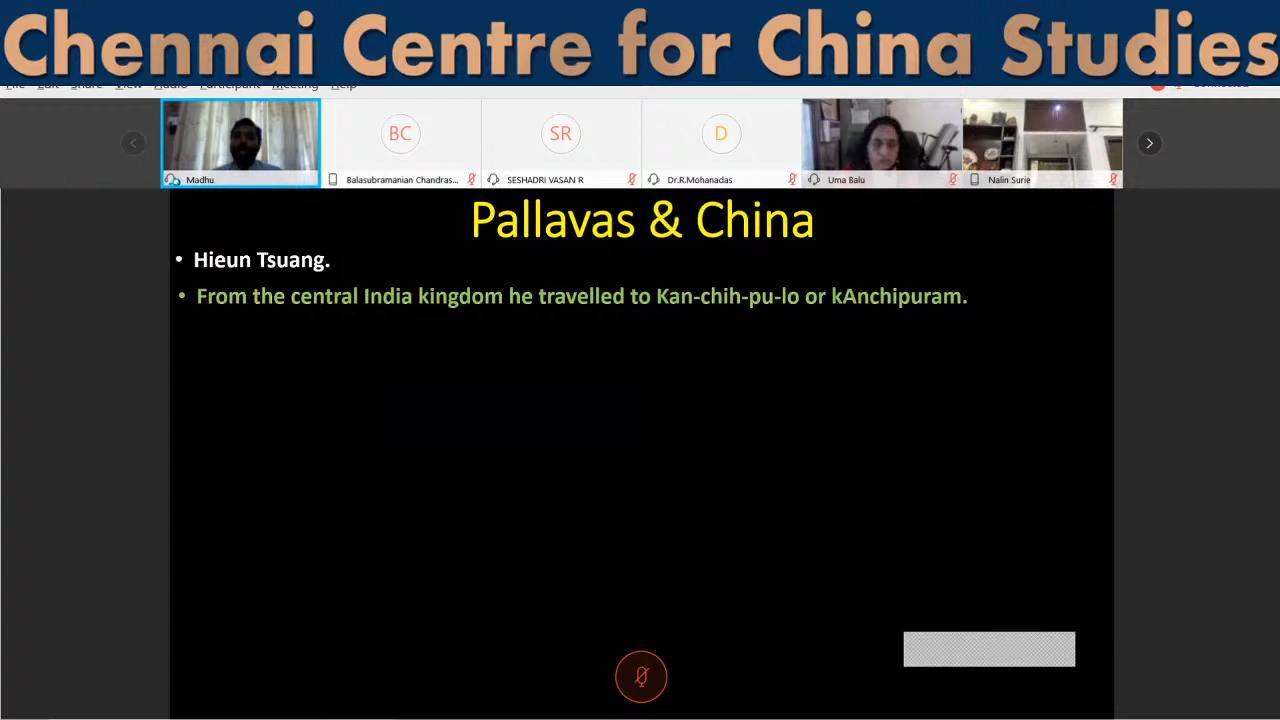 Chennai Centre for China Studies
File Edit Share View Audio Participant Meeting Help
Connected
BC
SR
D
Madhu
Balasubramanian Chandras...
SESHADRI VASAN R
Dr.R.Mohanadas
Uma Balu
Nalin Surie
Pallavas & China
• Hieun Tsuang.
• From the central India kingdom he travelled to Kan-chih-pu-lo or kAnchipuram.